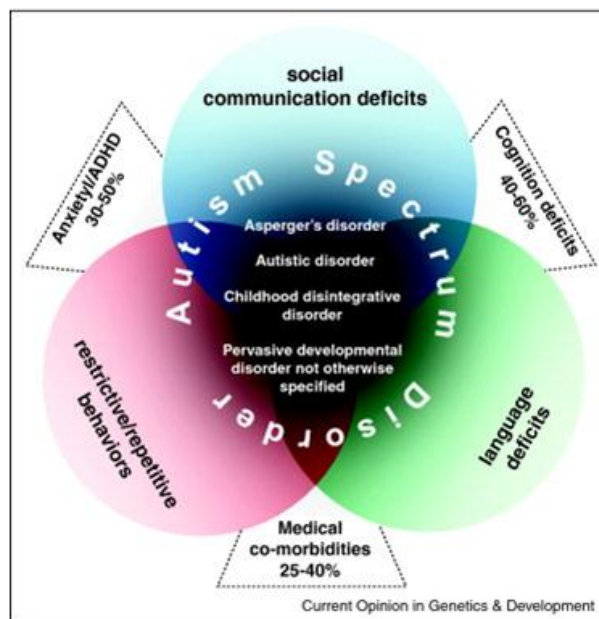 social
communication deficits
Anxietyl/ADHD
30-50%
Cognition deficits
40-60%
Autism Spectrum Disorder
Asperger's disorder
Autistic disorder
Childhood disintegrative
disorder
Pervasive developmental
disorder not otherwise
specified
restrictive/repetitive
behaviors
language
deficits
Medical
co-morbidities
25-40%
Current Opinion in Genetics & Development